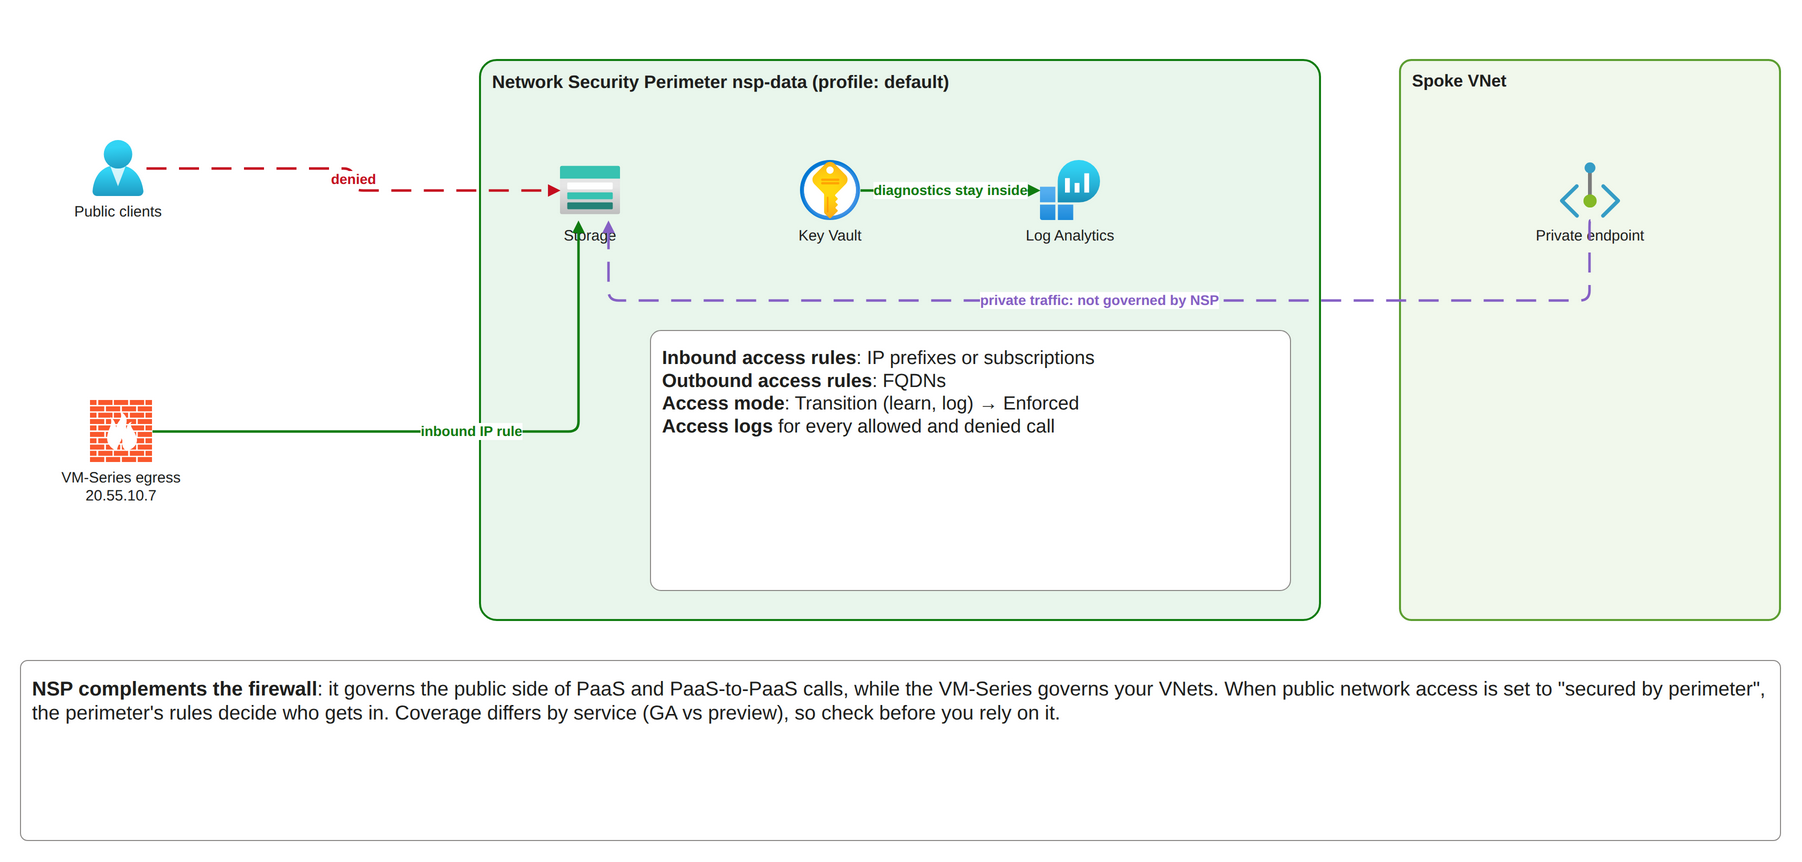 Network Security Perimeter nsp-data (profile: default)
Spoke VNet
denied
Public clients
Storage
Key Vault
diagnostics stay inside
Log Analytics
Private endpoint
private traffic: not governed by NSP
Inbound access rules: IP prefixes or subscriptions
Outbound access rules: FQDNs
Access mode: Transition (learn, log) → Enforced
Access logs for every allowed and denied call
inbound IP rule
VM-Series egress
20.55.10.7
NSP complements the firewall: it governs the public side of PaaS and PaaS-to-PaaS calls, while the VM-Series governs your VNets. When public network access is set to "secured by perimeter",
the perimeter's rules decide who gets in. Coverage differs by service (GA vs preview), so check before you rely on it.